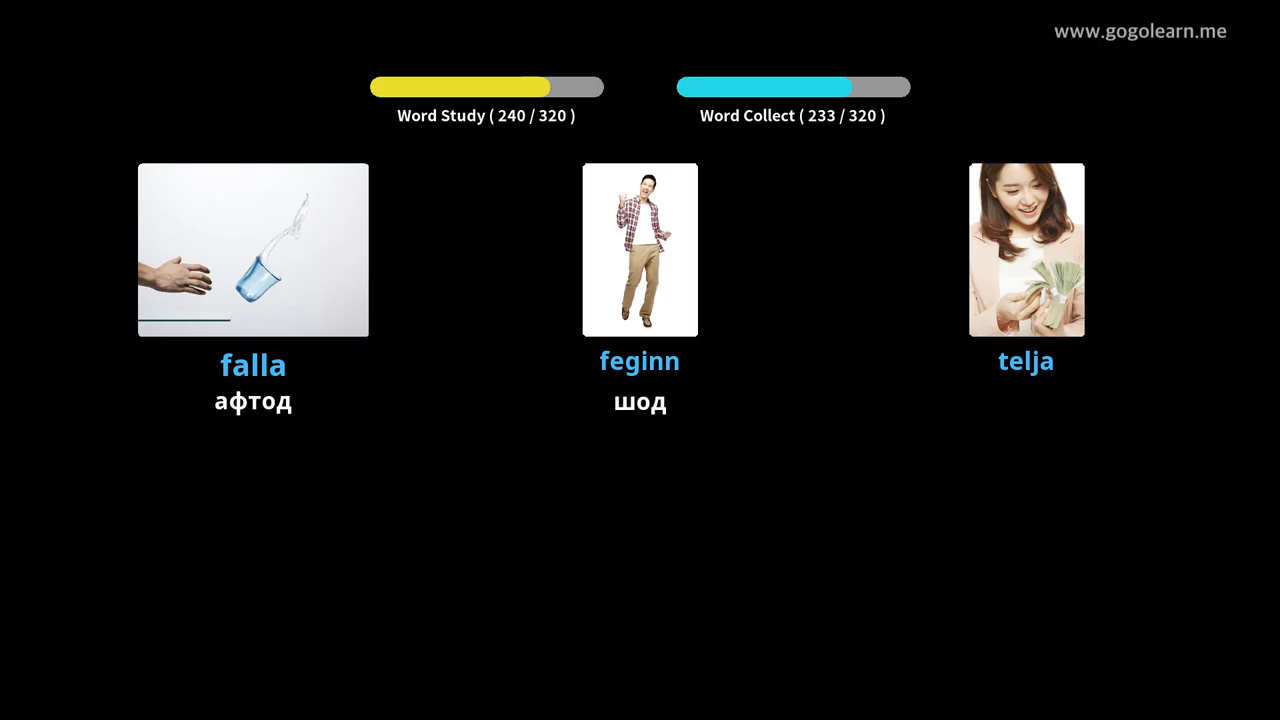 www.gogolearn.me
Word Study ( 240 / 320 )
Word Collect ( 233 / 320 )
falla
афтод
feginn
шод
telja